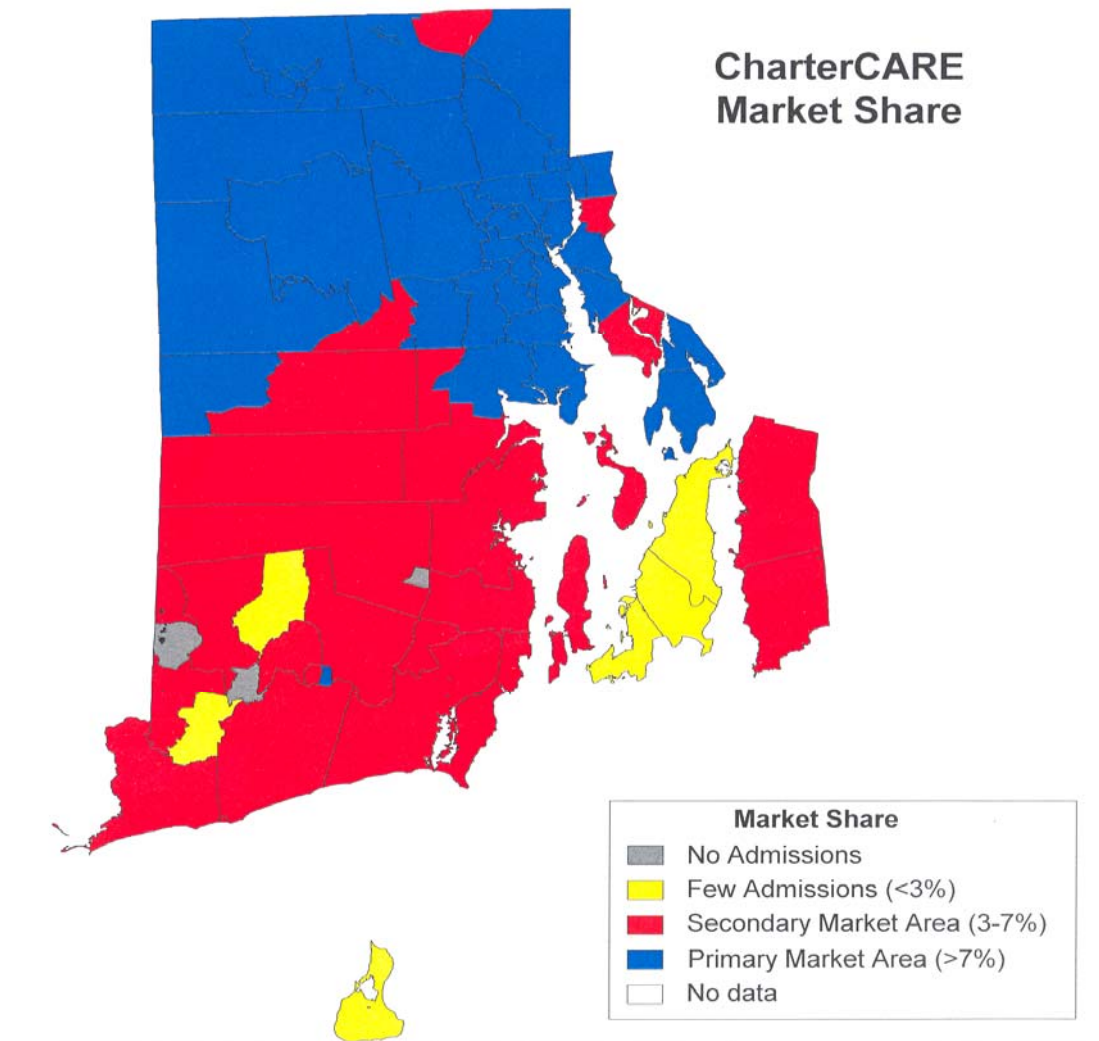 CharterCARE
Market Share
Market Share
No Admissions
Few Admissions (<3%)
Secondary Market Area (3-7%)
Primary Market Area (>7%)
No data